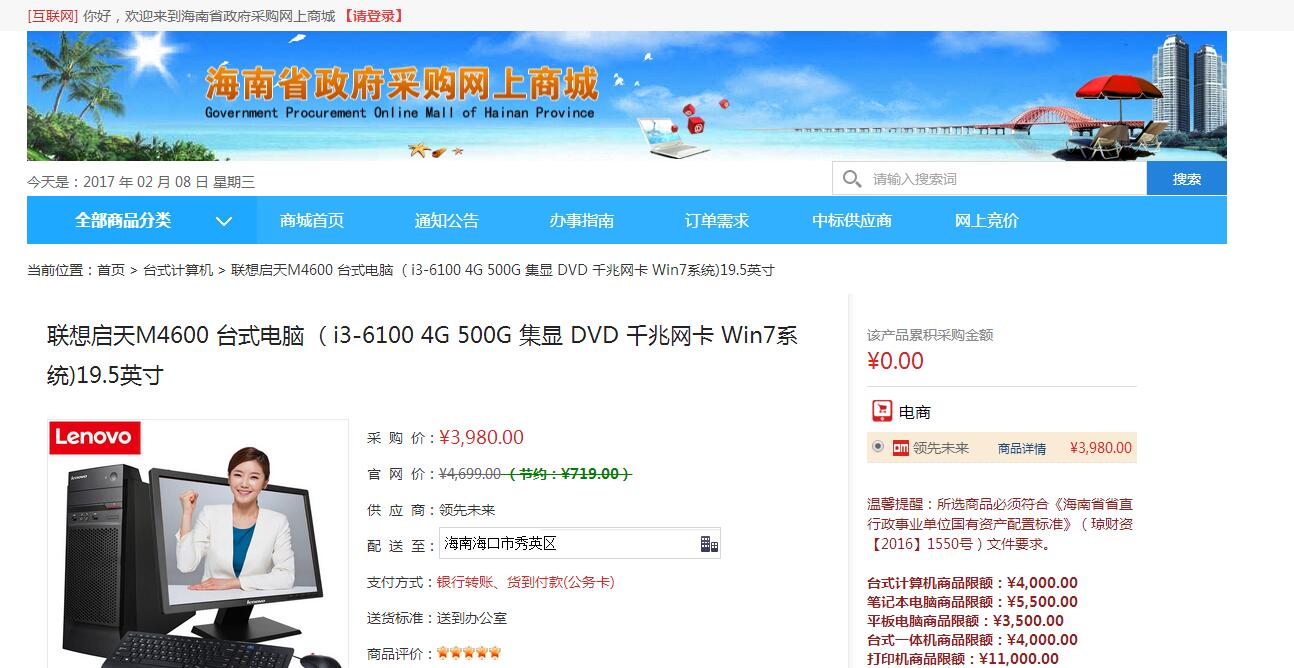 [互联网] 你好，欢迎来到海南省政府采购网上商城 【请登录】
海南省政府采购网上商城
Government Procurement Online Mall of Hainan Province
今天是：2017 年 02 月 08 日 星期三
请输入搜索词
搜索
全部商品分类 商城首页 通知公告 办事指南 订单需求 中标供应商 网上竞价
当前位置：首页 > 台式计算机 > 联想启天M4600 台式电脑（i3-6100 4G 500G 集显 DVD 千兆网卡 Win7系统)19.5英寸
联想启天M4600 台式电脑（i3-6100 4G 500G 集显 DVD 千兆网卡 Win7系
统)19.5英寸
Lenovo
采 购 价：¥3,980.00
官 网 价：¥4,699.00（节约：¥719.00）
供 应 商：领先未来
配 送 至：海南海口市秀英区
支付方式：银行转账、货到付款(公务卡)
送货标准：送到办公室
商品评价：
该产品累积采购金额
¥0.00
电商
领先未来 商品详情 ¥3,980.00
温馨提醒：所选商品必须符合《海南省省直
行政事业单位国有资产配置标准》（琼财资
【2016】1550号）文件要求。
台式计算机商品限额：¥4,000.00
笔记本电脑商品限额：¥5,500.00
平板电脑商品限额：¥3,500.00
台式一体机商品限额：¥4,000.00
打印机商品限额：¥11,000.00